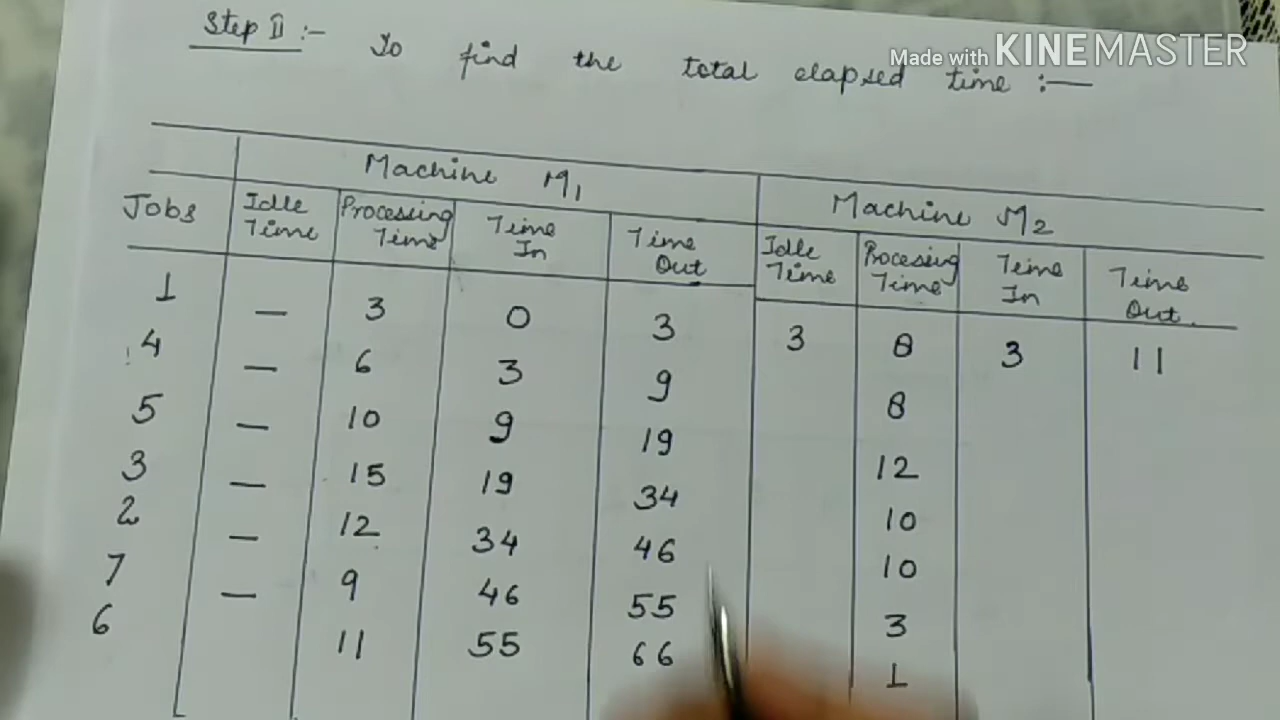 Step II :- To find the total elapsed time :—
Made with KINEMASTER
Machine M1 Machine M2
Jobs Idle Time Processing Time Time In Time Out Idle Time Processing Time Time In Time Out
1 — 3 0 3 3 8 3 11
4 — 6 3 9 8
5 — 10 9 19 12
3 — 15 19 34 10
2 — 12 34 46 10
7 — 9 46 55 3
6 11 55 66 1